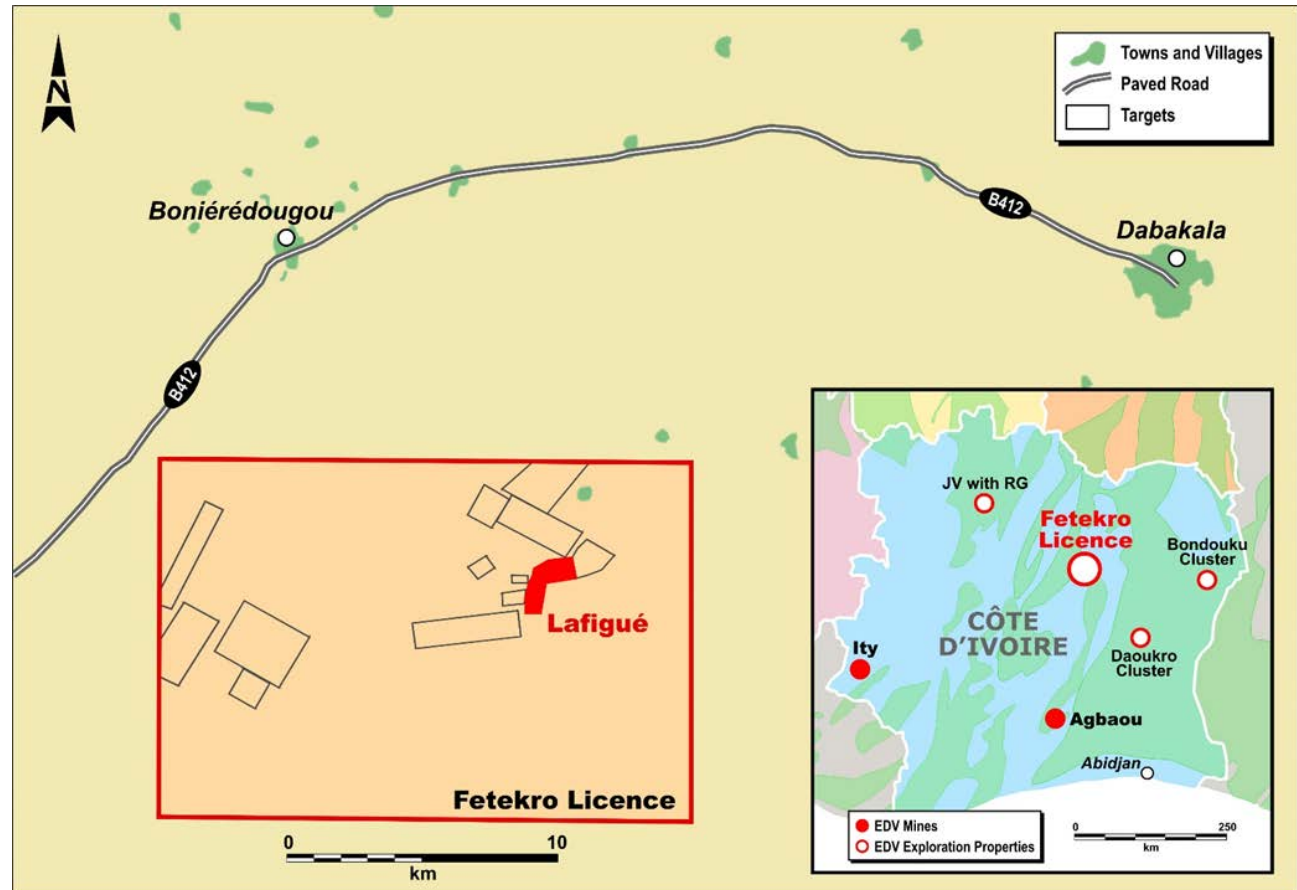 N
Towns and Villages
Paved Road
Targets
Boniérédougou
B412
Dabakala
B412
Lafigué
Fetekro Licence
0 10
km
JV with RG
Fetekro
Licence
Bondouku
Cluster
CÔTE
D'IVOIRE
Ity
Daoukro
Cluster
Agbaou
Abidjan
EDV Mines
EDV Exploration Properties
0 250
km